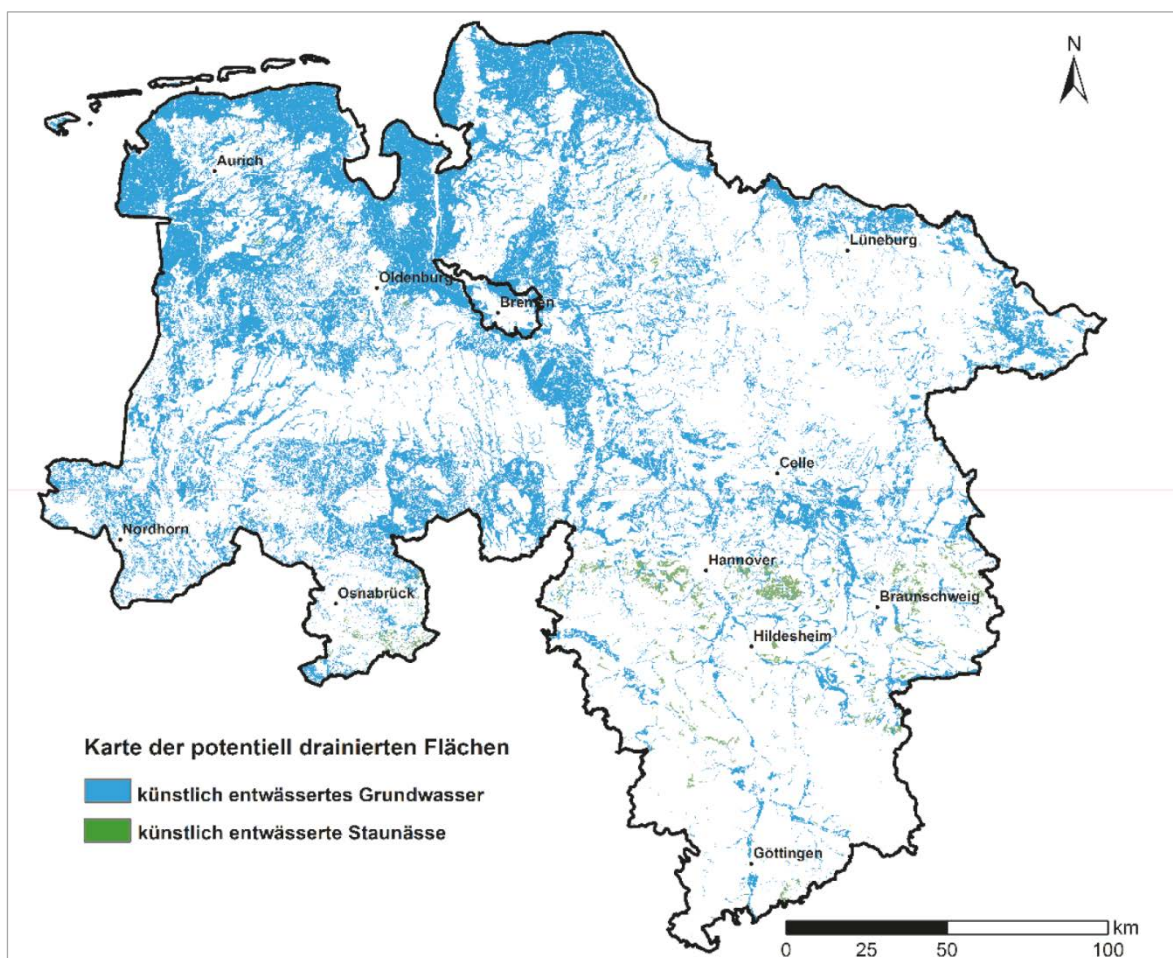 N
Aurich
Lüneburg
Oldenburg
Bremen
Celle
Nordhorn
Hannover
Osnabrück
Braunschweig
Hildesheim
Karte der potentiell drainierten Flächen
künstlich entwässertes Grundwasser
künstlich entwässerte Staunässe
Göttingen
km
0 25 50 100